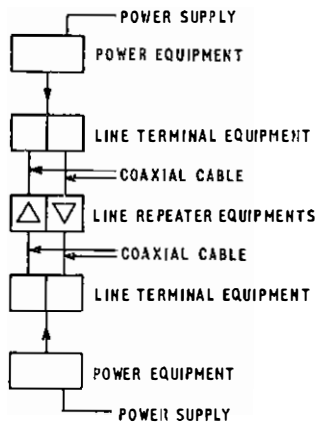 POWER SUPPLY
POWER EQUIPMENT
LINE TERMINAL EQUIPMENT
COAXIAL CABLE
LINE REPEATER EQUIPMENTS
COAXIAL CABLE
LINE TERMINAL EQUIPMENT
POWER EQUIPMENT
POWER SUPPLY